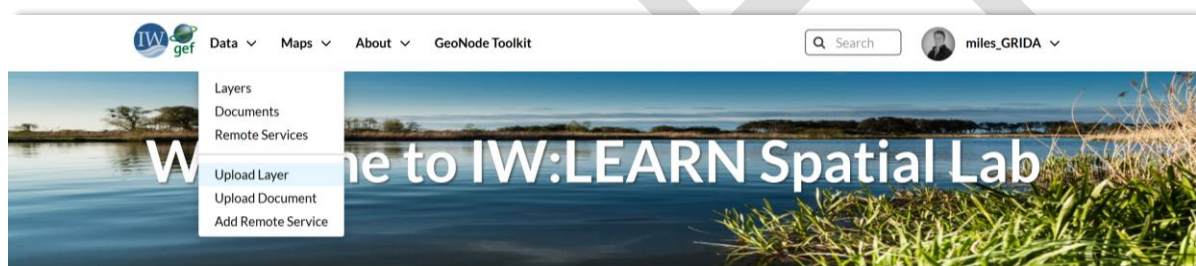 IW gef Data Maps About GeoNode Toolkit Search miles_GRIDA
Layers
Documents
Remote Services
W e to IW:LEARN Spatial Lab
Upload Layer
Upload Document
Add Remote Service